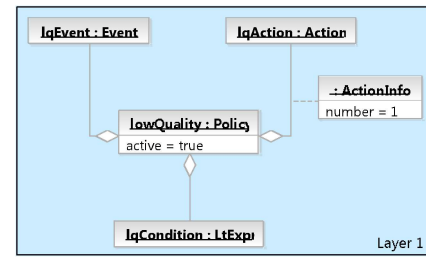 lqEvent : Event
lqAction : Action
: ActionInfo
number = 1
lowQuality : Policy
active = true
lqCondition : LtExpr
Layer 1